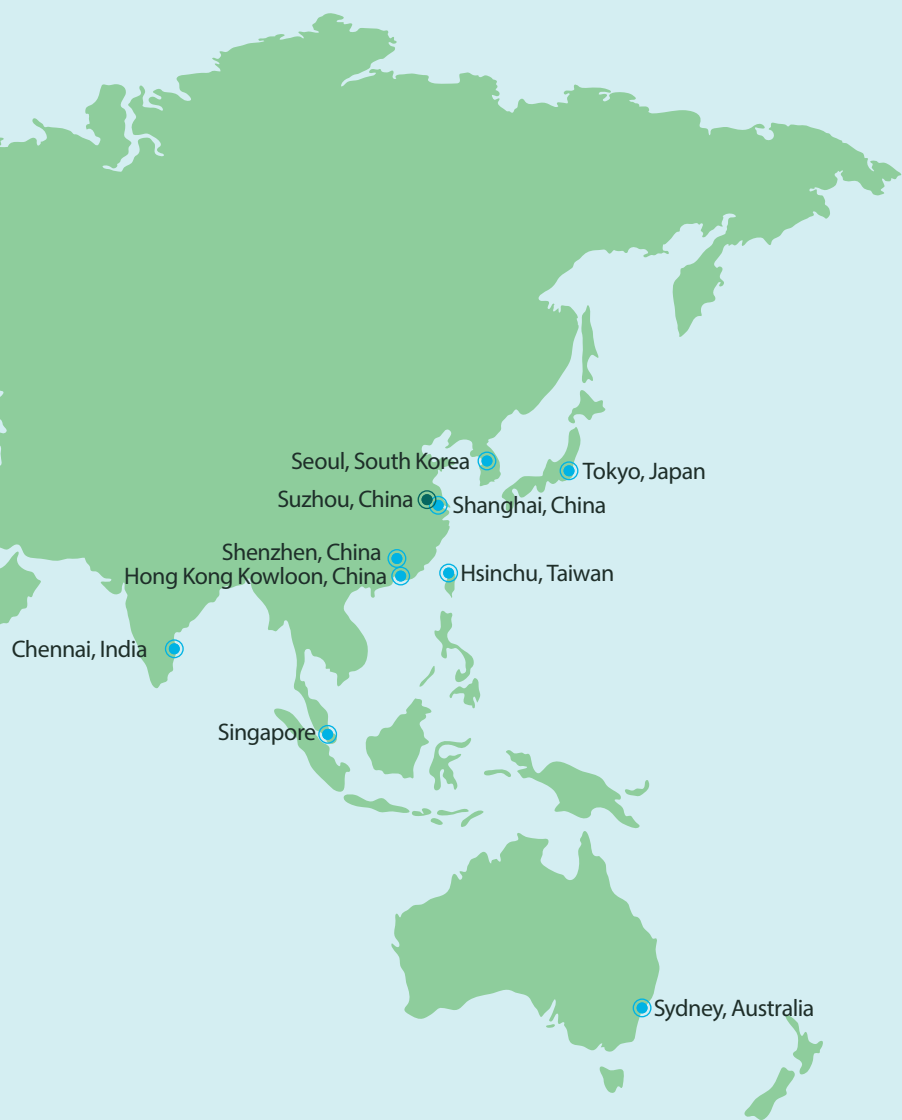 Seoul, South Korea
Tokyo, Japan
Suzhou, China
Shanghai, China
Shenzhen, China
Hong Kong Kowloon, China
Hsinchu, Taiwan
Chennai, India
Singapore
Sydney, Australia